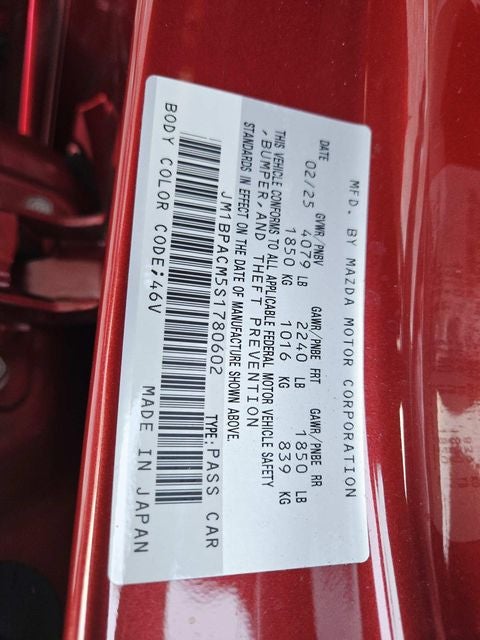 MFD. BY MAZDA MOTOR CORPORATION
DATE GVWR/PNBV GAWR/PNBE FRT GAWR/PNBE RR
02/25 4079 LB 2240 LB 1850 LB
1850 KG 1016 KG 839 KG
THIS VEHICLE CONFORMS TO ALL APPLICABLE FEDERAL MOTOR VEHICLE SAFETY
,BUMPER,AND THEFT PREVENTION
STANDARDS IN EFFECT ON THE DATE OF MANUFACTURE SHOWN ABOVE.
JM1BPACM5S1780602 TYPE:PASS CAR
BODY COLOR CODE;46V MADE IN JAPAN